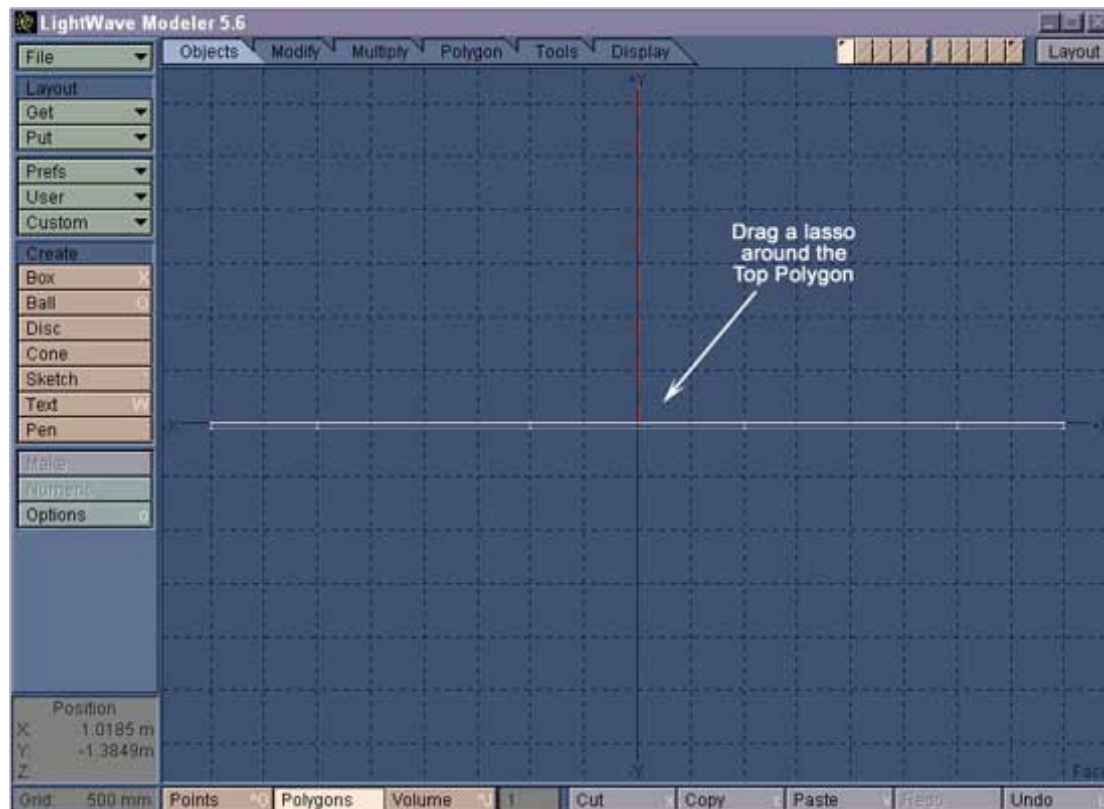 LightWave Modeler 5.6
File
Objects Modify Multiply Polygon Tools Display
Layout
Layout
Get
Put
Prefs
User
Custom
Create
Box X
Ball O
Disc
Cone
Sketch
Text W
Pen
Make
Numeric
Options o
+Y
Drag a lasso
around the
Top Polygon
-X
-Y
Face
Position
X: 1.0185 m
Y: -1.3849m
Z:
Grid: 500 mm
Points Polygons Volume 1 Cut Copy Paste Redo Undo